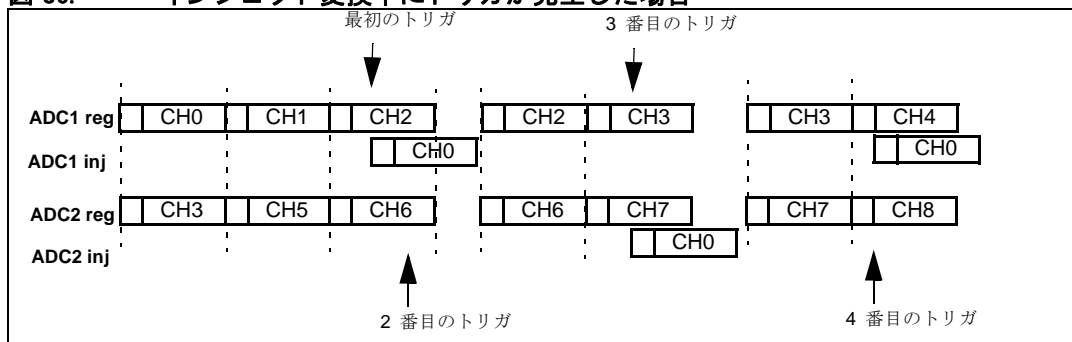 図 インジェクト変換中にトリガが発生した場合
最初のトリガ 3 番目のトリガ
ADC1 reg CH0 CH1 CH2 CH2 CH3 CH3 CH4
ADC1 inj CH0 CH0
ADC2 reg CH3 CH5 CH6 CH6 CH7 CH7 CH8
ADC2 inj CH0
2 番目のトリガ 4 番目のトリガ